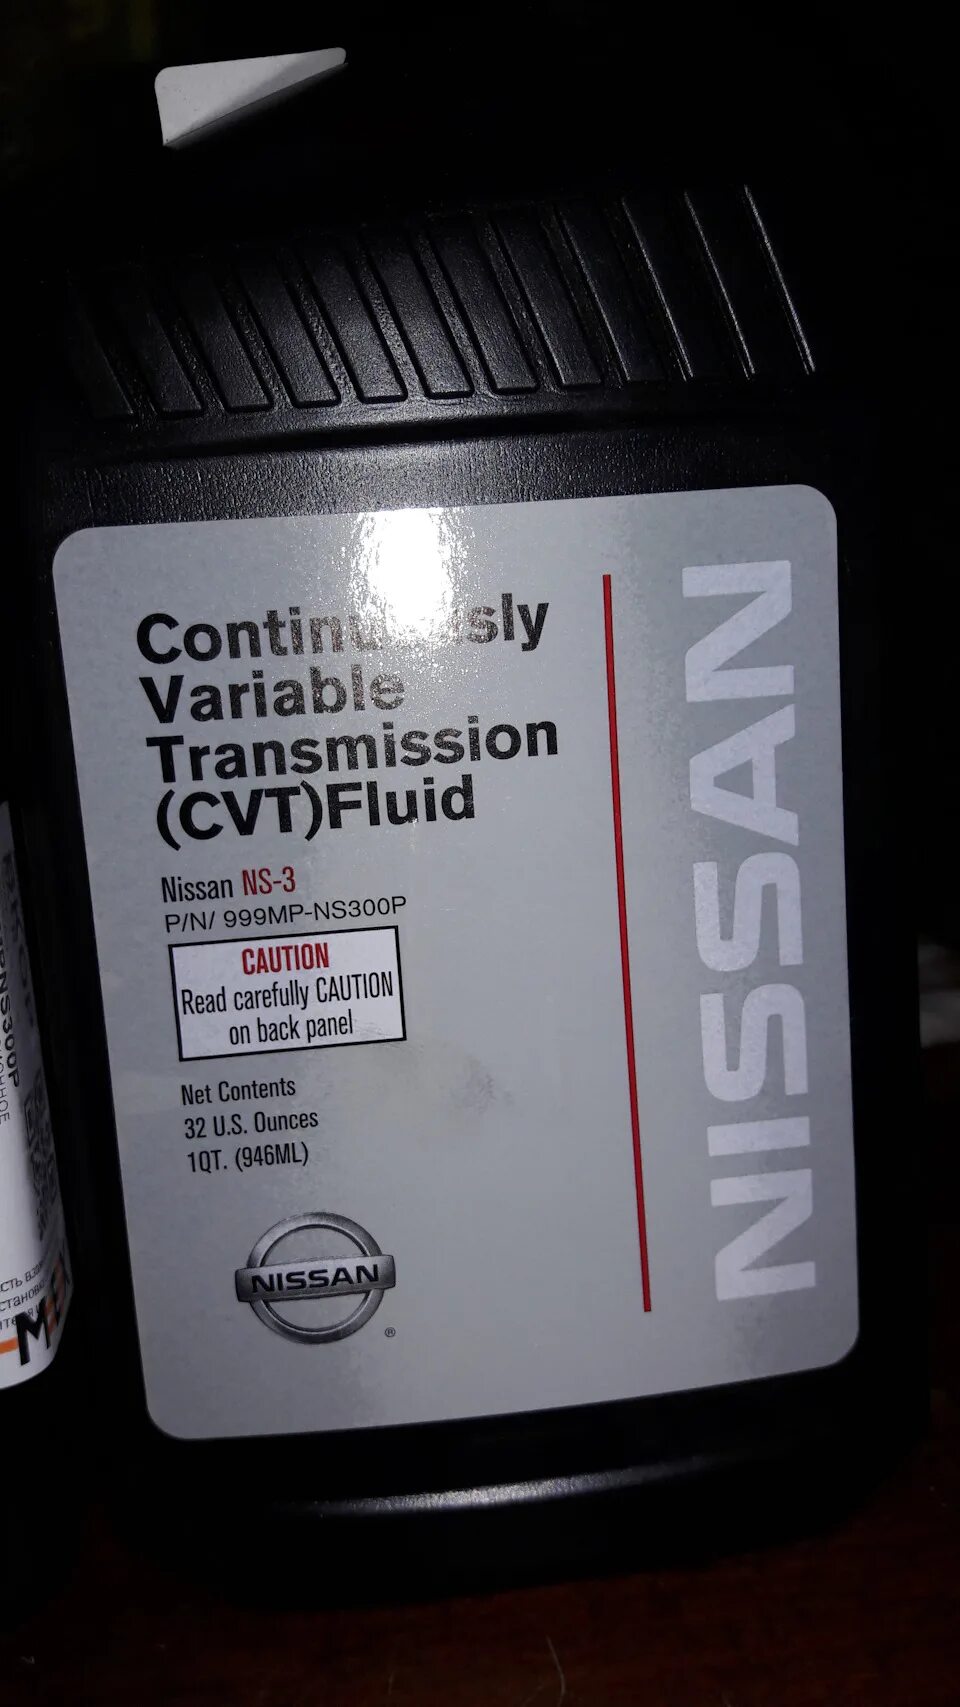 Continuously
Variable
Transmission
(CVT)Fluid
Nissan NS-3
P/N/ 999MP-NS300P
CAUTION
Read carefully CAUTION
on back panel
Net Contents
32 U.S. Ounces
1QT. (946ML)
NISSAN
®
NISSAN